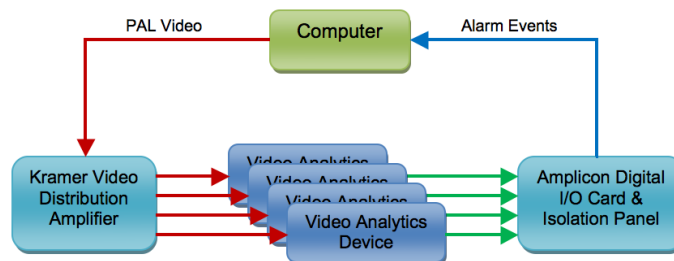 PAL Video
Computer
Alarm Events
Kramer Video
Distribution
Amplifier
Video Analytics
Video Analytics
Video Analytics
Video Analytics
Device
Amplicon Digital
I/O Card &
Isolation Panel